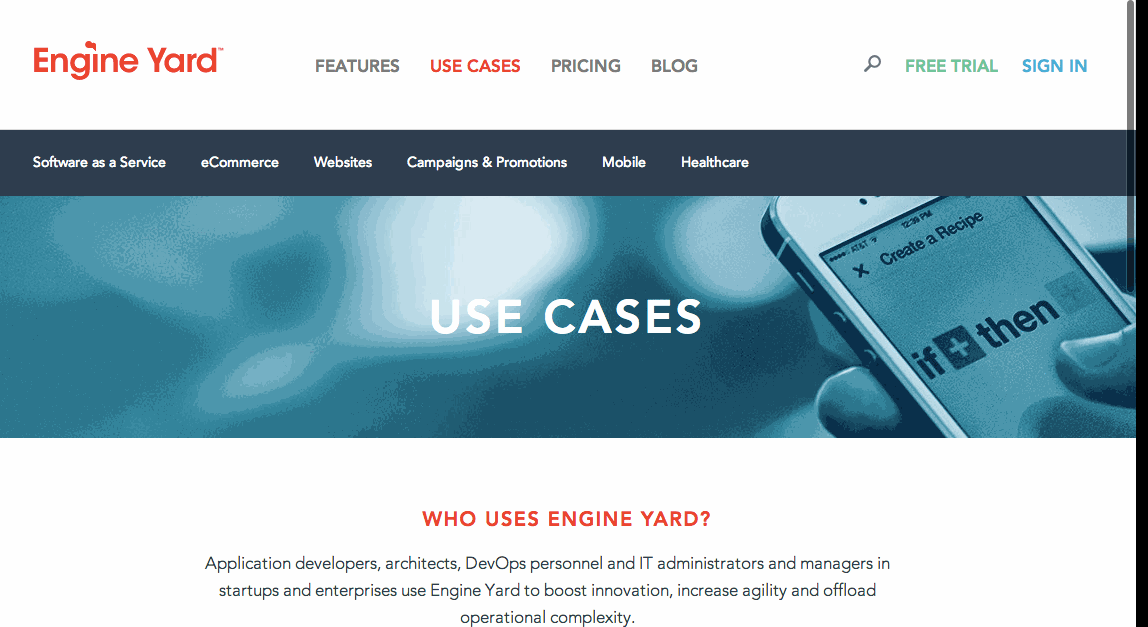 Engine Yard™
FEATURES USE CASES PRICING BLOG FREE TRIAL SIGN IN
Software as a Service eCommerce Websites Campaigns & Promotions Mobile Healthcare
12:39 PM
AT&T
Create a Recipe
if then
USE CASES
WHO USES ENGINE YARD?
Application developers, architects, DevOps personnel and IT administrators and managers in
startups and enterprises use Engine Yard to boost innovation, increase agility and offload
operational complexity.